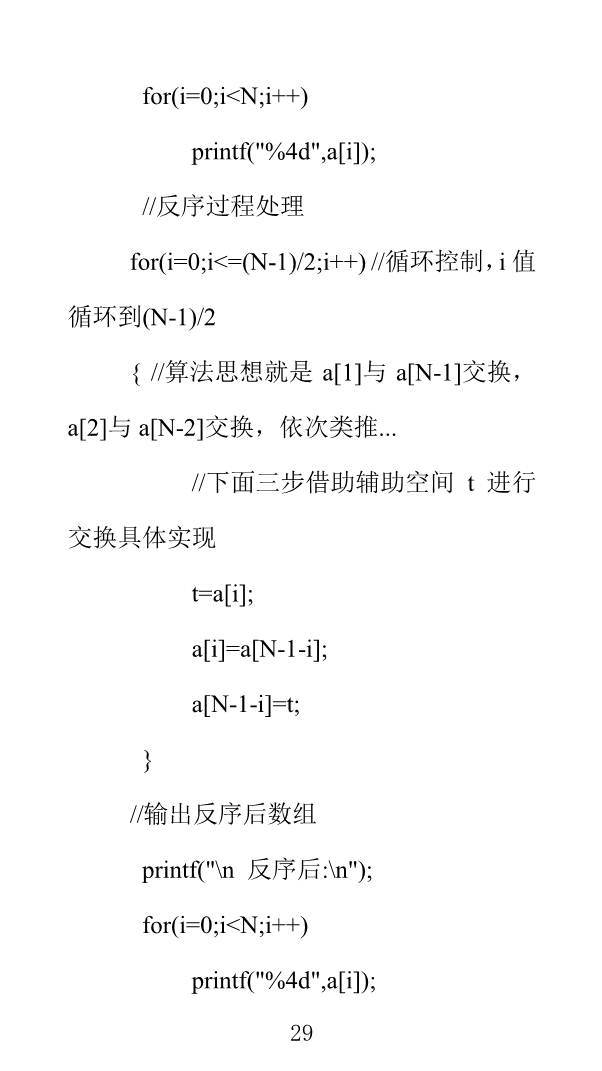 for(i=0;i<N;i++)
printf("%4d",a[i]);
//反序过程处理
for(i=0;i<=(N-1)/2;i++) //循环控制，i 值
循环到(N-1)/2
{ //算法思想就是 a[1]与 a[N-1]交换，
a[2]与 a[N-2]交换，依次类推...
//下面三步借助辅助空间 t 进行
交换具体实现
t=a[i];
a[i]=a[N-1-i];
a[N-1-i]=t;
}
//输出反序后数组
printf("\n 反序后:\n");
for(i=0;i<N;i++)
printf("%4d",a[i]);
29